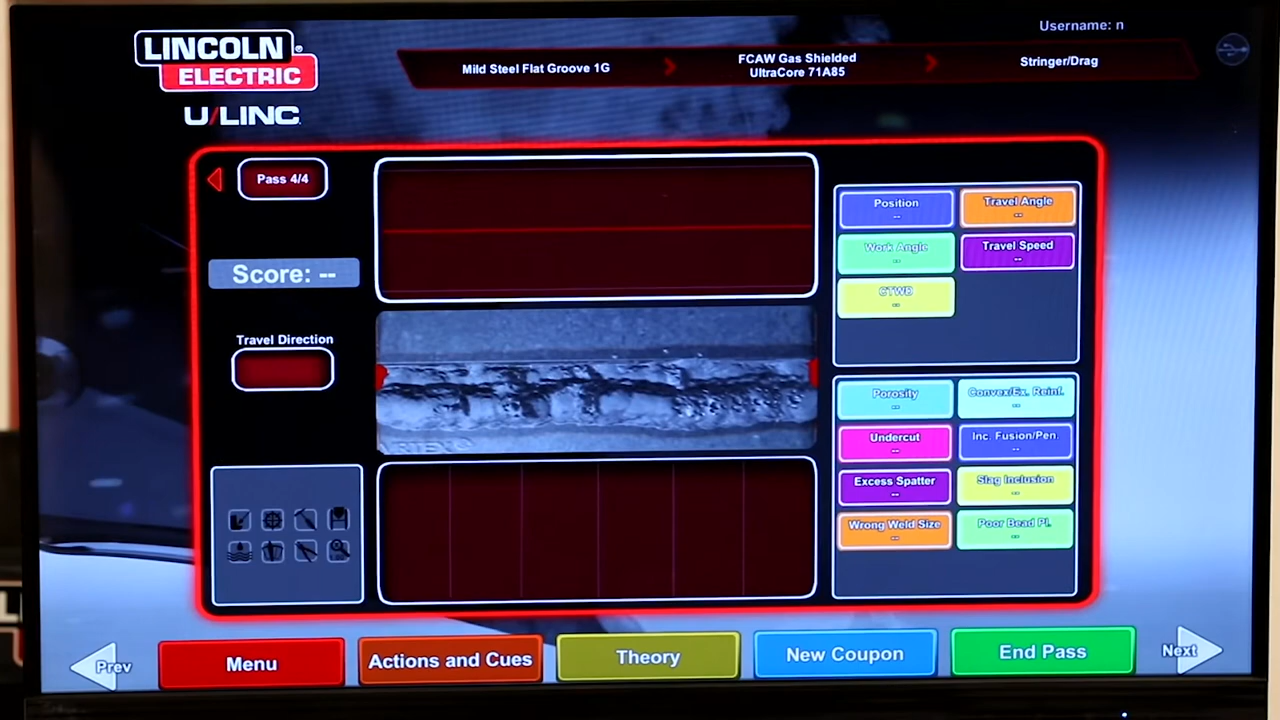 Username: n
LINCOLN
ELECTRIC
U/LINC
Mild Steel Flat Groove 1G
FCAW Gas Shielded
UltraCore 71A85
Stringer/Drag
Pass 4/4
Score: --
Travel Direction
Position
--
Travel Angle
--
Work Angle
--
Travel Speed
--
CTWD
--
Porosity
--
Convex/Ex. Reinf.
--
Undercut
--
Inc. Fusion/Pen.
--
Excess Spatter
--
Slag Inclusion
--
Wrong Weld Size
--
Poor Bead Pl.
--
Prev
Menu
Actions and Cues
Theory
New Coupon
End Pass
Next